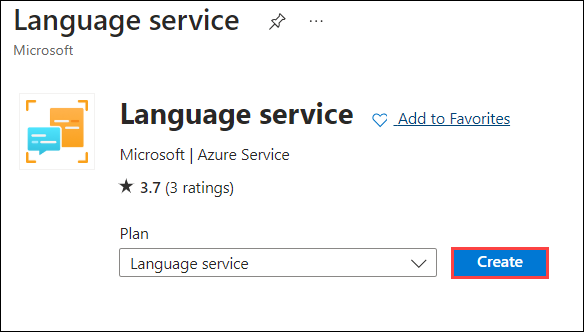 Language service
Microsoft
Language service
Add to Favorites
Microsoft | Azure Service
★ 3.7 (3 ratings)
Plan
Language service
Create